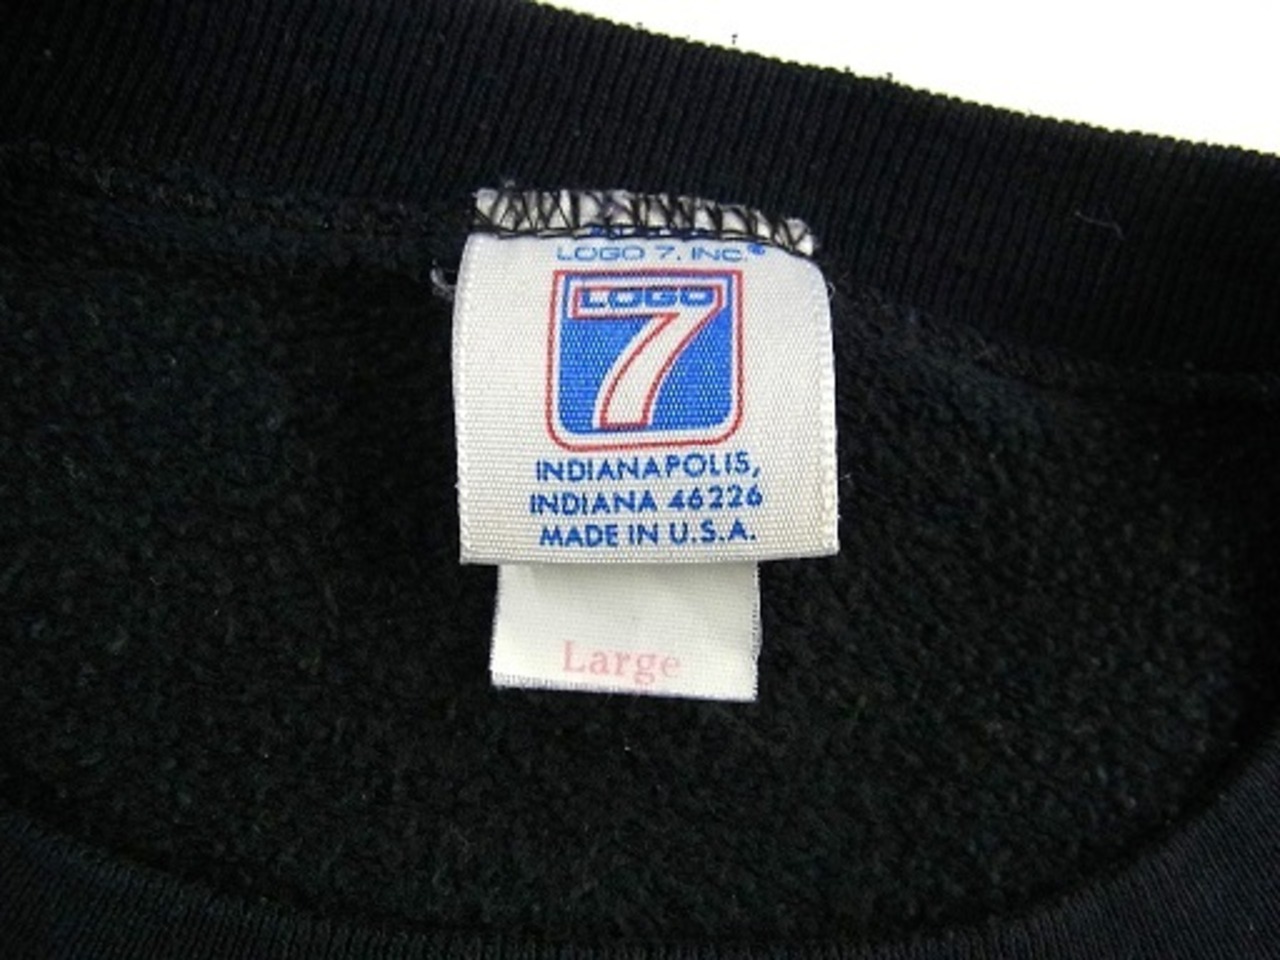 LOGO 7, INC.®
LOGO
7
INDIANAPOLIS,
INDIANA 46226
MADE IN U.S.A.
Large